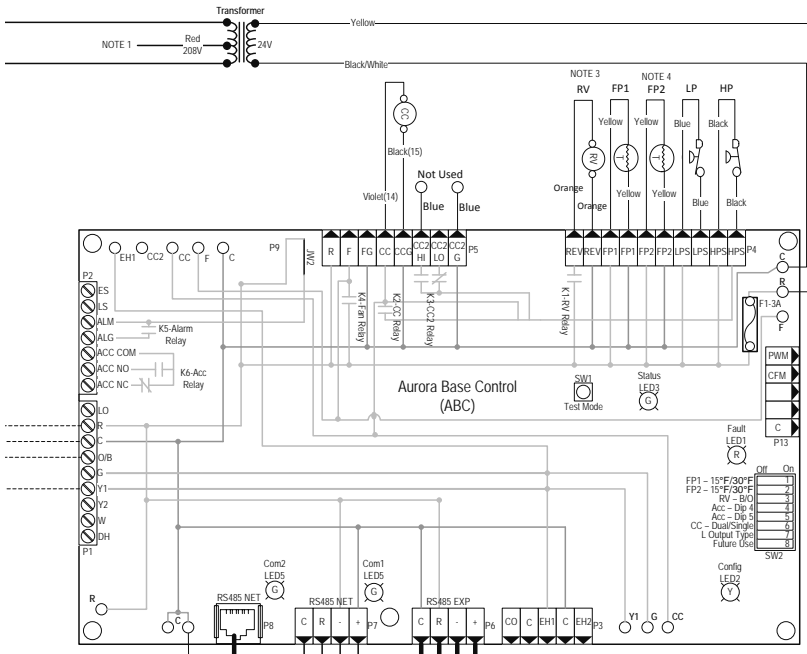 Transformer
Yellow
NOTE 1
Red
208V
24V
Black/White
NOTE 3
RV
FP1
NOTE 4
FP2
LP
HP
CC
Black(15)
Violet(14)
Not Used
Blue
Blue
Yellow
Yellow
Blue
Black
RV
T
T
Orange
Orange
Yellow
Yellow
Blue
Black
EH1
CC2
CC
F
C
P9
JW2
R
F
FG
CC
CCG
CC2 HI
CC2 LO
CC2 G
P5
REV
REV
FP1
FP1
FP2
FP2
LPS
LPS
HPS
HPS
P4
C
R
F1-3A
F
P2
ES
LS
ALM
ALG
ACC COM
ACC NO
ACC NC
K5-Alarm
Relay
K6-Acc
Relay
K4-Fan Relay
K2-CC Relay
K3-CC2 Relay
K1-RV Relay
Aurora Base Control
(ABC)
SW1
Test Mode
Status
LED3
G
PWM
CFM
C
P13
LO
R
C
O/B
G
Y1
Y2
W
DH
P1
Fault
LED1
R
Off
On
FP1 – 15°F/30°F
1
FP2 – 15°F/30°F
2
RV – B/O
3
Acc – Dip 4
4
Acc – Dip 5
5
CC – Dual/Single
6
L Output Type
7
Future Use
8
SW2
Config
LED2
Y
R
C
Com2
LED5
G
Com1
LED5
G
RS485 NET
P8
RS485 NET
C
R
-
+
P7
RS485 EXP
C
R
-
+
P6
CO
C
EH1
C
EH2
P3
Y1
G
CC